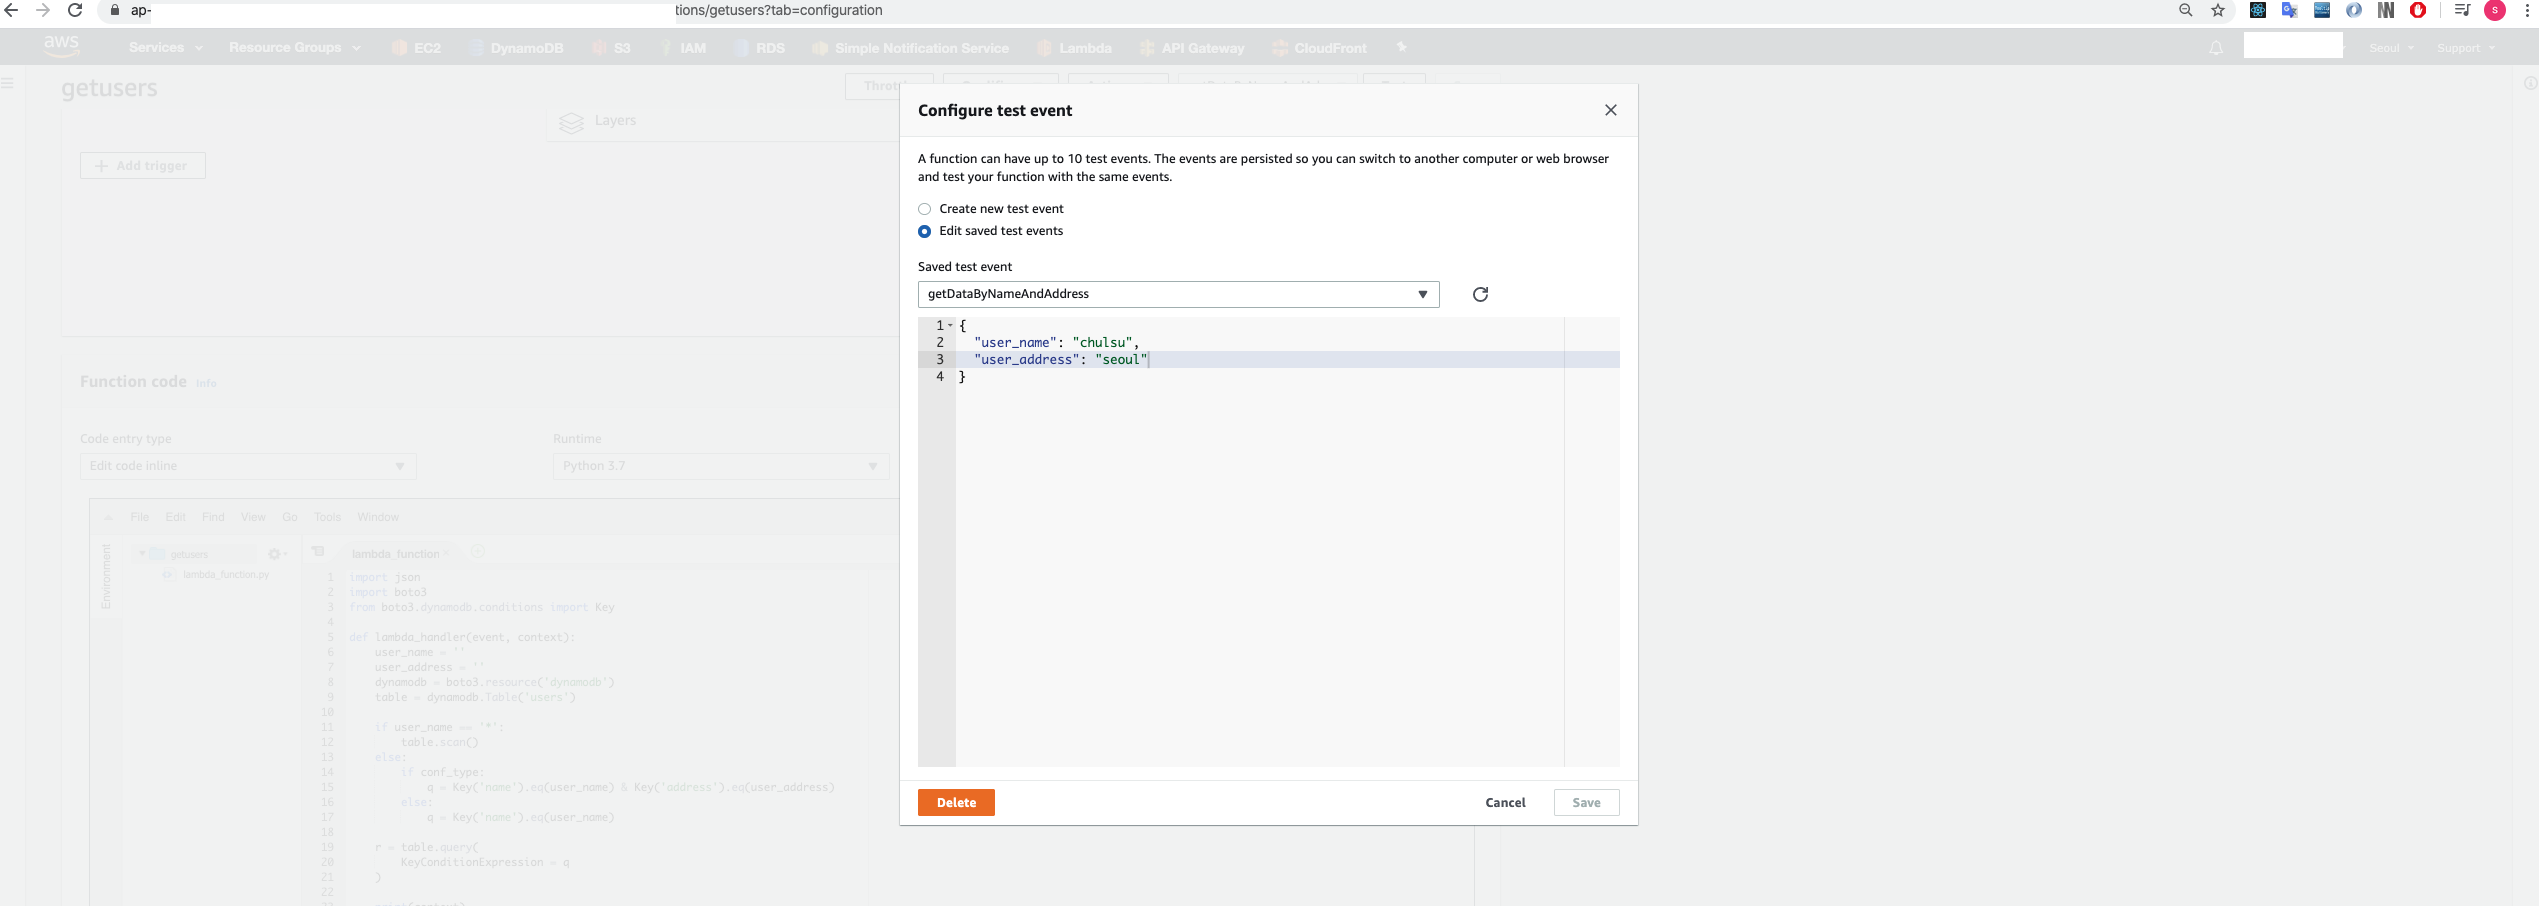 ap-
tions/getusers?tab=configuration
aws
Services
Resource Groups
EC2
DynamoDB
S3
IAM
RDS
Simple Notification Service
Lambda
API Gateway
CloudFront
Seoul
Support
getusers
Layers
+ Add trigger
Function code Info
Code entry type
Edit code inline
Runtime
Python 3.7
File Edit Find View Go Tools Window
Environment
getusers
lambda_function.py
lambda_function
1 import json
2 import boto3
3 from boto3.dynamodb.conditions import Key
4
5 def lambda_handler(event, context):
6 user_name = ''
7 user_address = ''
8 dynamodb = boto3.resource('dynamodb')
9 table = dynamodb.Table('users')
10
11 if user_name == '*':
12 table.scan()
13 else:
14 if conf_type:
15 q = Key('name').eq(user_name) & Key('address').eq(user_address)
16 else:
17 q = Key('name').eq(user_name)
18
19 r = table.query(
20 KeyConditionExpression = q
21 )
22
Configure test event
A function can have up to 10 test events. The events are persisted so you can switch to another computer or web browser
and test your function with the same events.
Create new test event
Edit saved test events
Saved test event
getDataByNameAndAddress
1 {
2 "user_name": "chulsu",
3 "user_address": "seoul"
4 }
Delete
Cancel
Save